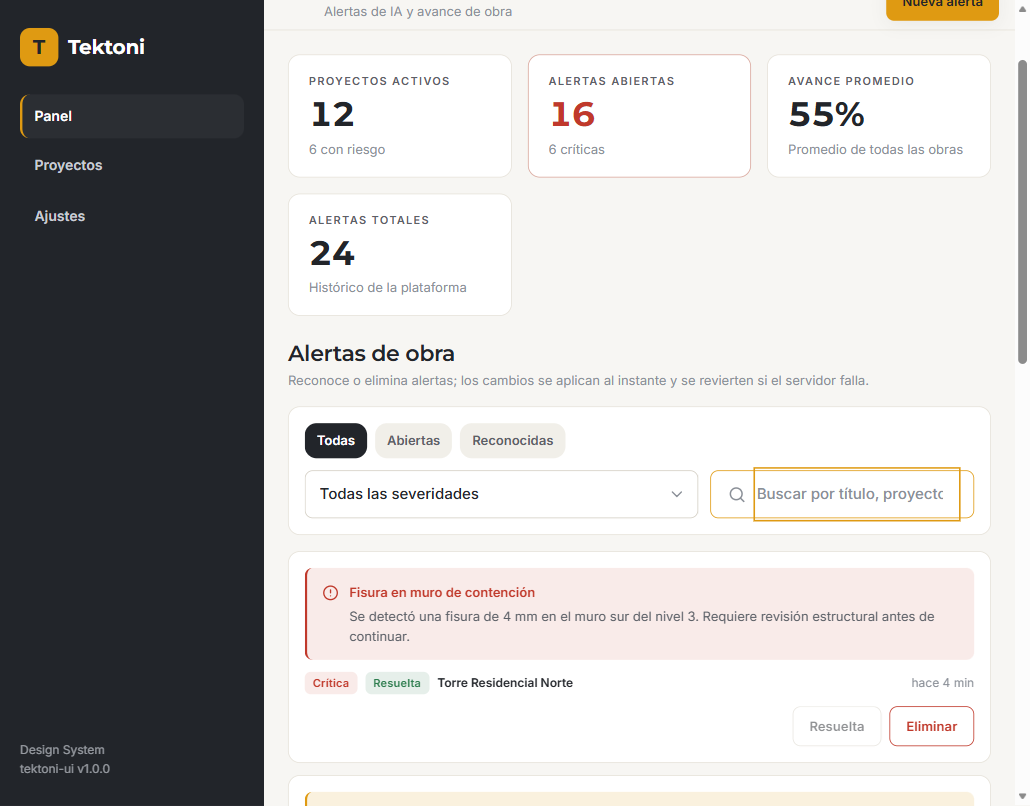 T Tektoni
Panel
Proyectos
Ajustes
Design System
tektoni-ui v1.0.0
Alertas de IA y avance de obra
Nueva alerta
PROYECTOS ACTIVOS
12
6 con riesgo
ALERTAS ABIERTAS
16
6 críticas
AVANCE PROMEDIO
55%
Promedio de todas las obras
ALERTAS TOTALES
24
Histórico de la plataforma
Alertas de obra
Reconoce o elimina alertas; los cambios se aplican al instante y se revierten si el servidor falla.
Todas Abiertas Reconocidas
Todas las severidades
Buscar por título, proyecto
Fisura en muro de contención
Se detectó una fisura de 4 mm en el muro sur del nivel 3. Requiere revisión estructural antes de
continuar.
Crítica Resuelta Torre Residencial Norte hace 4 min
Resuelta Eliminar